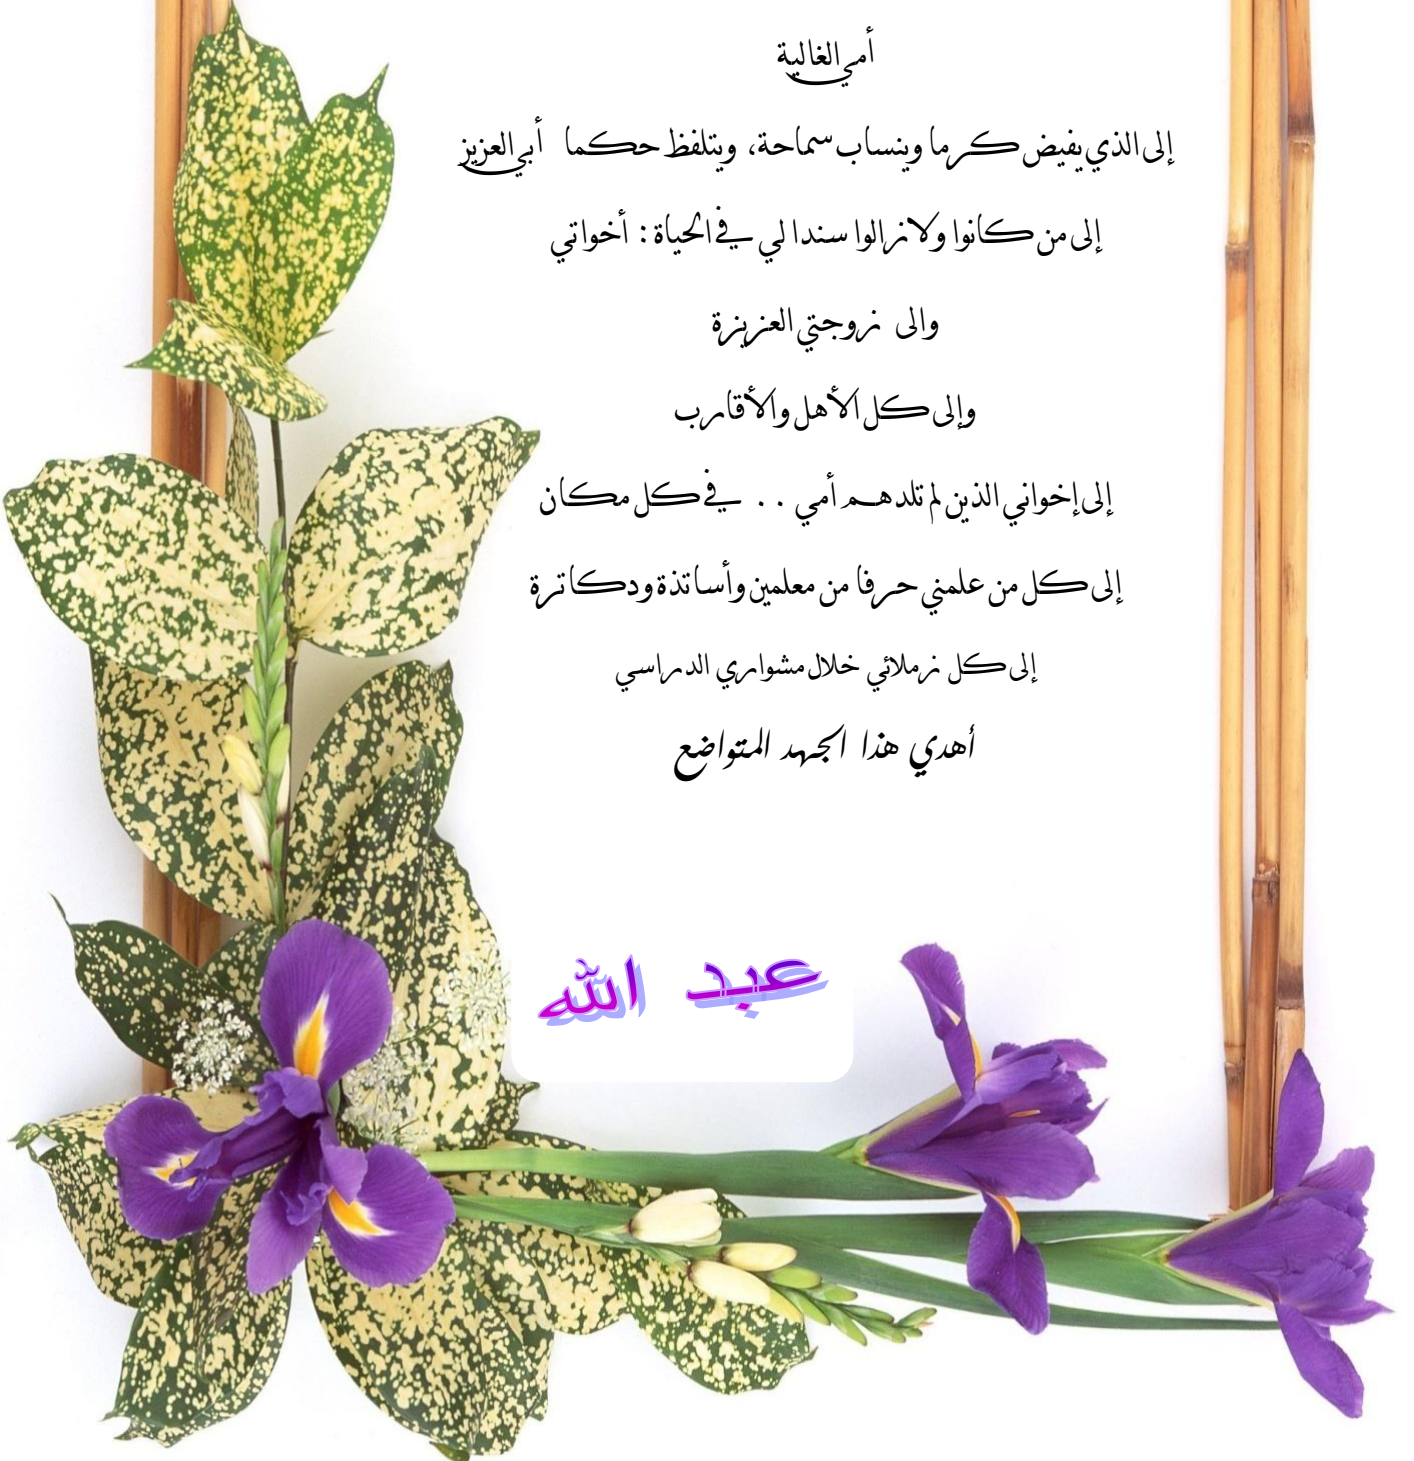 أمي الغالية
إلى الذي يفيض كرما وينساب سماحة، ويتلفظ حكما أبي العزيز
إلى من كانوا ولازالوا سندا لي في الحياة : أخواتي
والى زوجتي العزيزة
وإلى كل الأهل والأقارب
إلى إخواني الذين لم تلدهم أمي . . في كل مكان
إلى كل من علمني حرفا من معلمين وأساتذة ودكاترة
إلى كل زملائي خلال مشواري الدراسي
أهدي هذا الجهد المتواضع
عبد الله